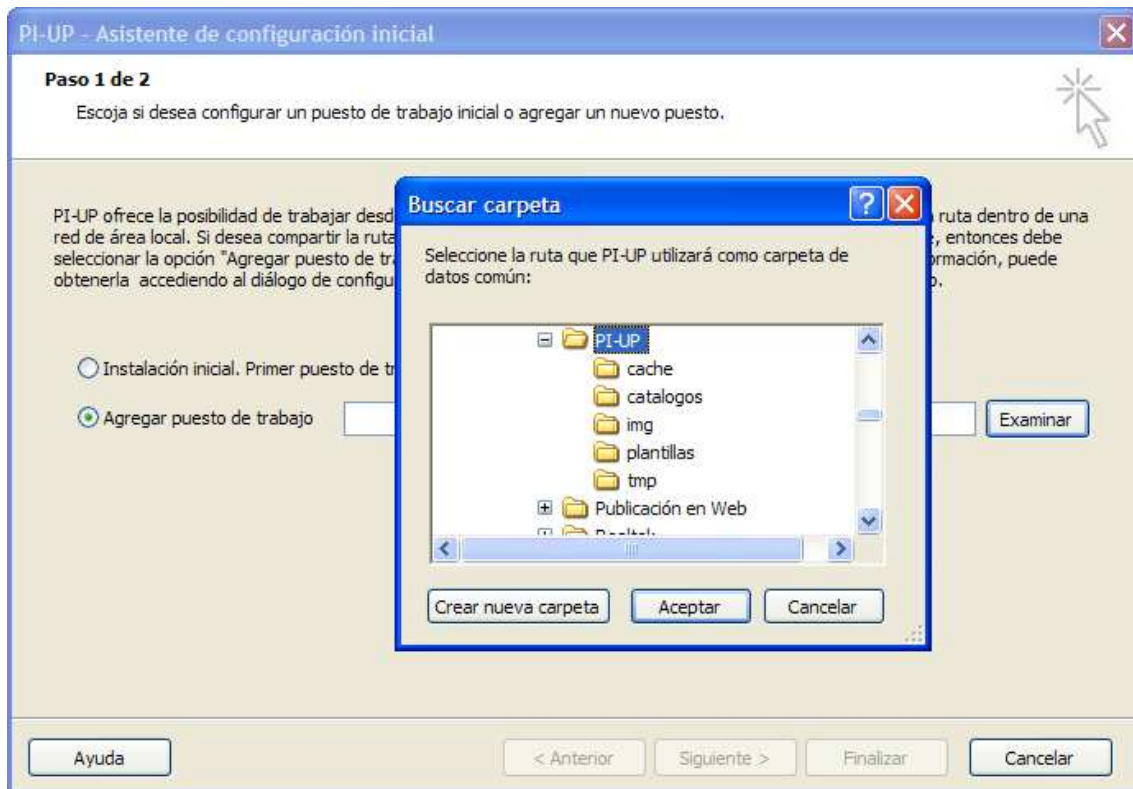 PI-UP - Asistente de configuración inicial
Paso 1 de 2
Escoja si desea configurar un puesto de trabajo inicial o agregar un nuevo puesto.
PI-UP ofrece la posibilidad de trabajar desd
ruta dentro de una
red de área local. Si desea compartir la ruta
, entonces debe
seleccionar la opción "Agregar puesto de tr
ormación, puede
obtenerla accediendo al diálogo de configu
o.
Instalación inicial. Primer puesto de tr
Agregar puesto de trabajo
Examinar
Buscar carpeta
Seleccione la ruta que PI-UP utilizará como carpeta de
datos común:
PI-UP
cache
catalogos
img
plantillas
tmp
Publicación en Web
Realtek
Crear nueva carpeta
Aceptar
Cancelar
Ayuda
< Anterior
Siguiente >
Finalizar
Cancelar